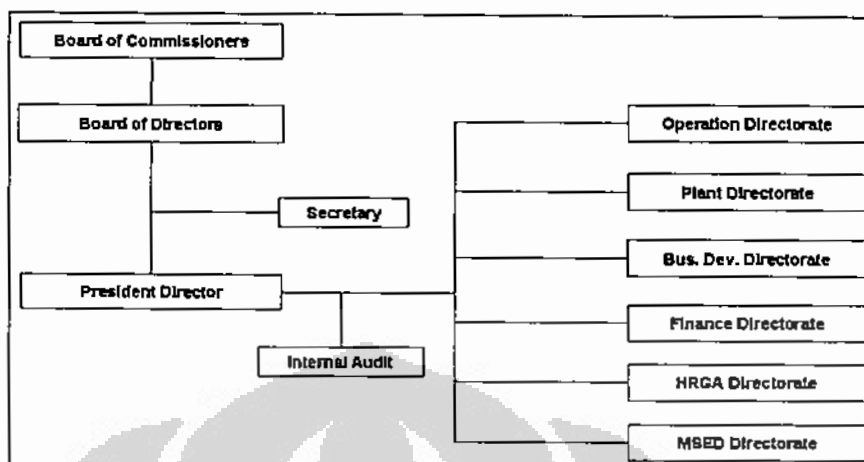 Board of Commissioners
Board of Directors
Secretary
President Director
Internal Audit
Operation Directorate
Plant Directorate
Bus. Dev. Directorate
Finance Directorate
HRGA Directorate
MSED Directorate